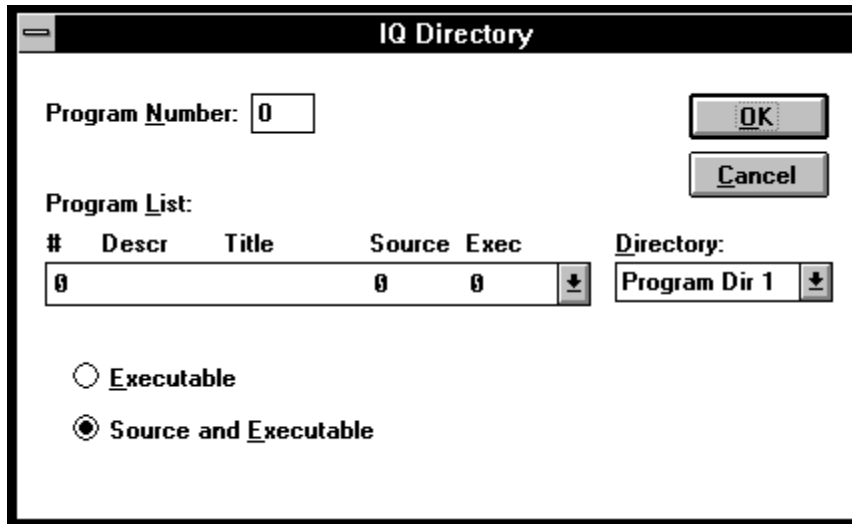 IQ Directory
Program Number: 0
OK
Cancel
Program List:
# Descr Title Source Exec Directory:
0 0 0 Program Dir 1
Executable
Source and Executable